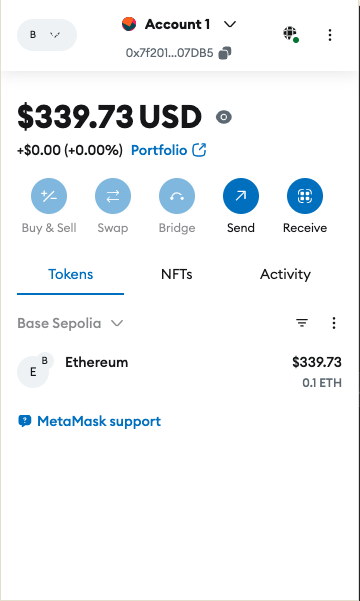 B
Account 1
0x7f201...07DB5
$339.73 USD
+$0.00 (+0.00%) Portfolio
Buy & Sell
Swap
Bridge
Send
Receive
Tokens
NFTs
Activity
Base Sepolia
E
B
Ethereum
$339.73
0.1 ETH
MetaMask support